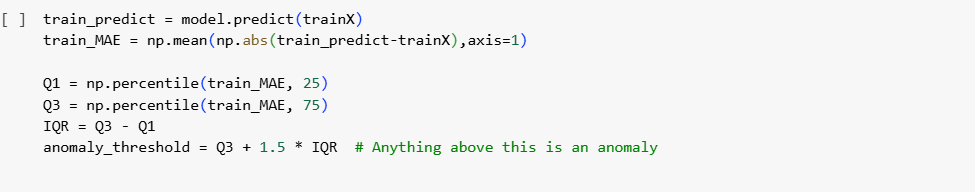 [ ] train_predict = model.predict(trainX)
train_MAE = np.mean(np.abs(train_predict-trainX),axis=1)
Q1 = np.percentile(train_MAE, 25)
Q3 = np.percentile(train_MAE, 75)
IQR = Q3 - Q1
anomaly_threshold = Q3 + 1.5 * IQR  # Anything above this is an anomaly